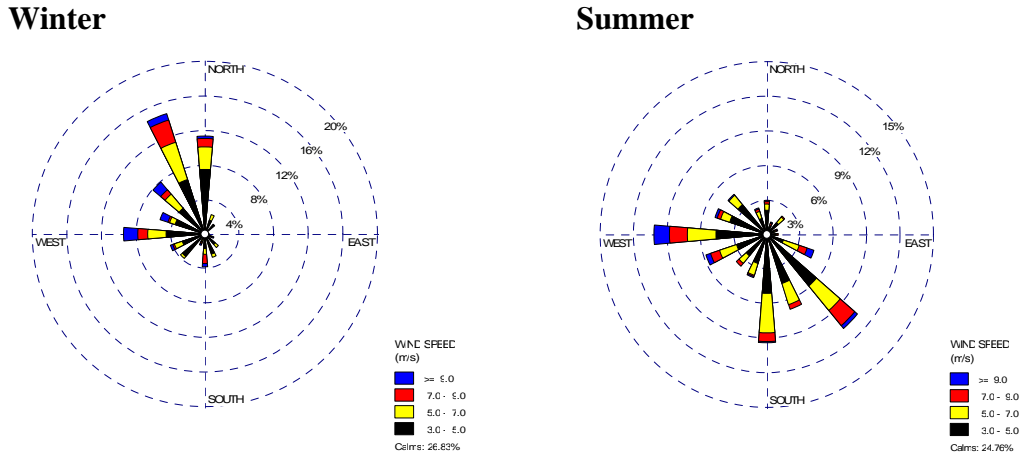 Winter
NORTH
20%
16%
12%
8%
4%
WEST
EAST
SOUTH
WIND SPEED
(m/s)
>= 9.0
7.0 - 9.0
5.0 - 7.0
3.0 - 5.0
Calms: 26.83%
Summer
NORTH
15%
12%
9%
6%
3%
WEST
EAST
SOUTH
WIND SPEED
(m/s)
>= 9.0
7.0 - 9.0
5.0 - 7.0
3.0 - 5.0
Calms: 24.76%